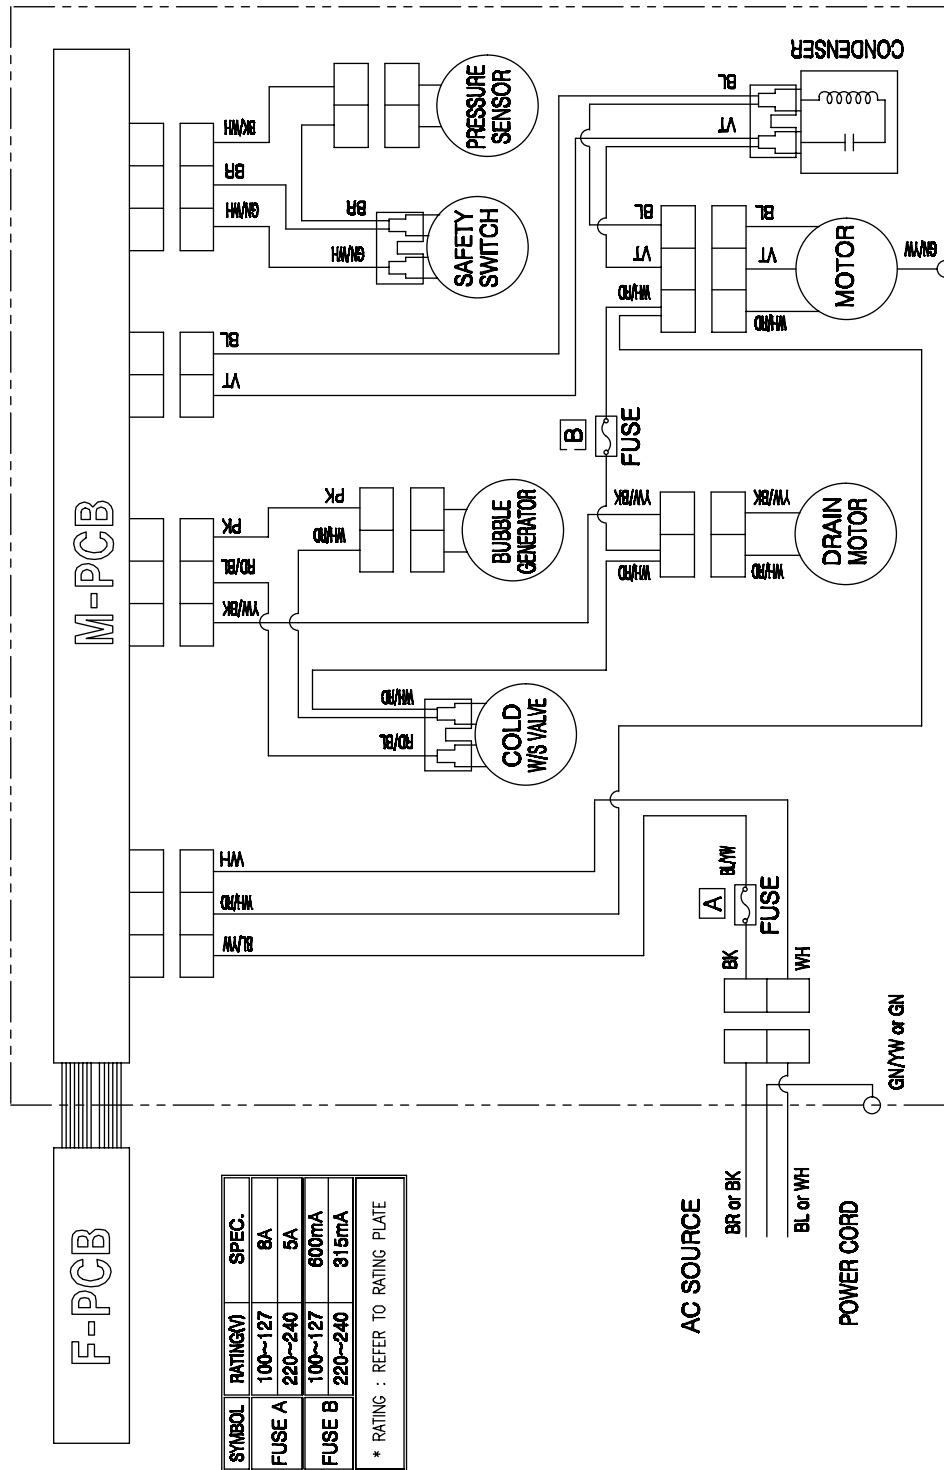 M-PCB
F-PCB
BK/WH
BR
GN/WH
BR
GN/WH
PRESSURE
SENSOR
SAFETY
SWITCH
BL
VT
CONDENSER
BL
VT
BL
VT
WH/RD
BL
VT
WH/RD
MOTOR
GN/YW
B
FUSE
PK
RD/BL
YW/BK
PK
WH/RD
BUBBLE
GENERATOR
YW/BK
WH/RD
YW/BK
WH/RD
DRAIN
MOTOR
WH/RD
RD/BL
COLD
W/S VALVE
WH
WH/RD
BL/YW
BL/YW
A
FUSE
BK
WH
GN/YW or GN
AC SOURCE
BR or BK
BL or WH
POWER CORD
SYMBOL RATING(V) SPEC.
FUSE A 100~127 8A
220~240 5A
FUSE B 100~127 600mA
220~240 315mA
* RATING : REFER TO RATING PLATE